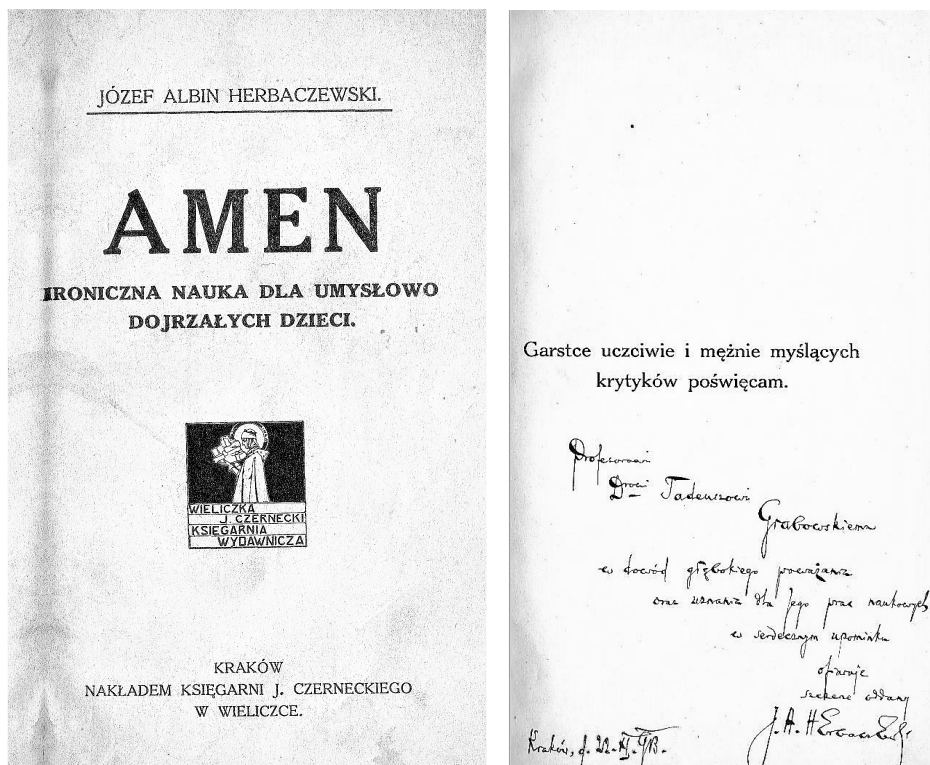 JÓZEF ALBIN HERBACZEWSKI.
AMEN
IRONICZNA NAUKA DLA UMYSŁOWO
DOJRZAŁYCH DZIECI.
WIELICZKA
J. CZERNECKI
KSIĘGARNIA
WYDAWNICZA
KRAKÓW
NAKŁADEM KSIĘGARNI J. CZERNECKIEGO
W WIELICZCE.
Garstce uczciwie i mężnie myślących
krytyków poświęcam.
Profesorowi
Drowi Tadeuszowi
Grabowskiemu
w dowód głębokiego poważania
oraz uznania dla Jego prac naukowych
w serdecznym upominku
ofiaruje
szczerze oddany
J. A. Herbaczewski
Kraków, d. 22.